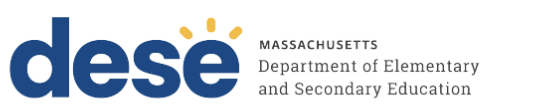 dese
MASSACHUSETTS
Department of Elementary
and Secondary Education